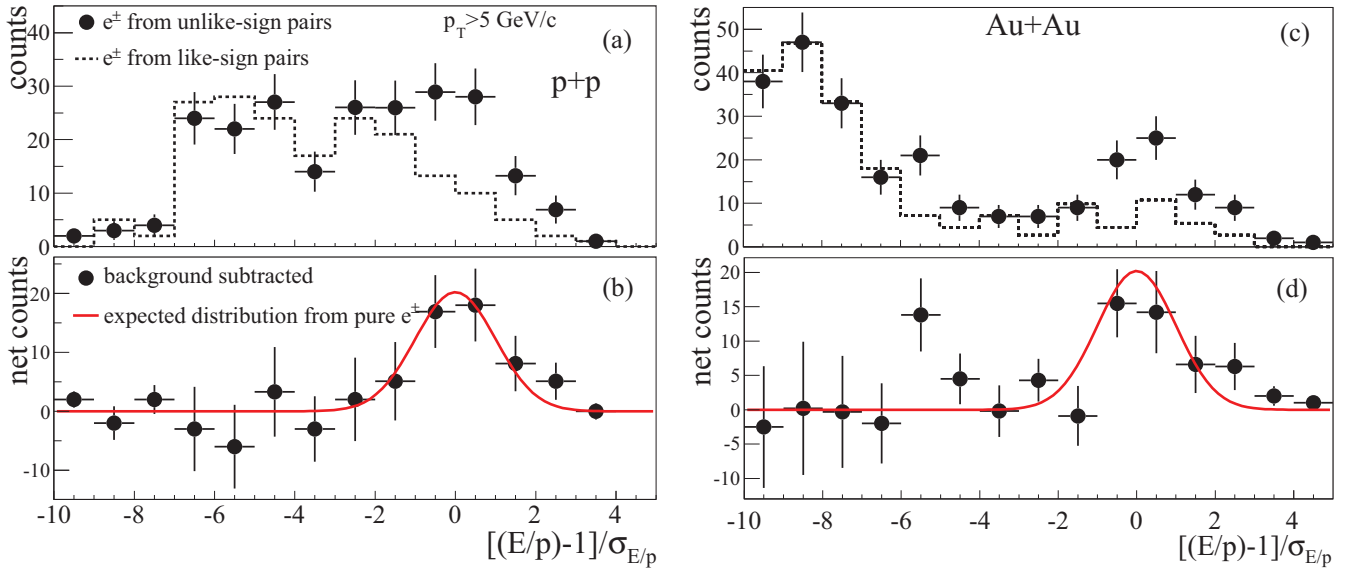 counts
40
30
20
10
0
e± from unlike-sign pairs
e± from like-sign pairs
p_T>5 GeV/c
(a)
p+p
net counts
20
10
0
-10
background subtracted
expected distribution from pure e±
(b)
-10 -8 -6 -4 -2 0 2 4
[(E/p)-1]/σ_E/p
counts
50
40
30
20
10
0
Au+Au
(c)
net counts
20
15
10
5
0
-5
-10
(d)
-10 -8 -6 -4 -2 0 2 4
[(E/p)-1]/σ_E/p